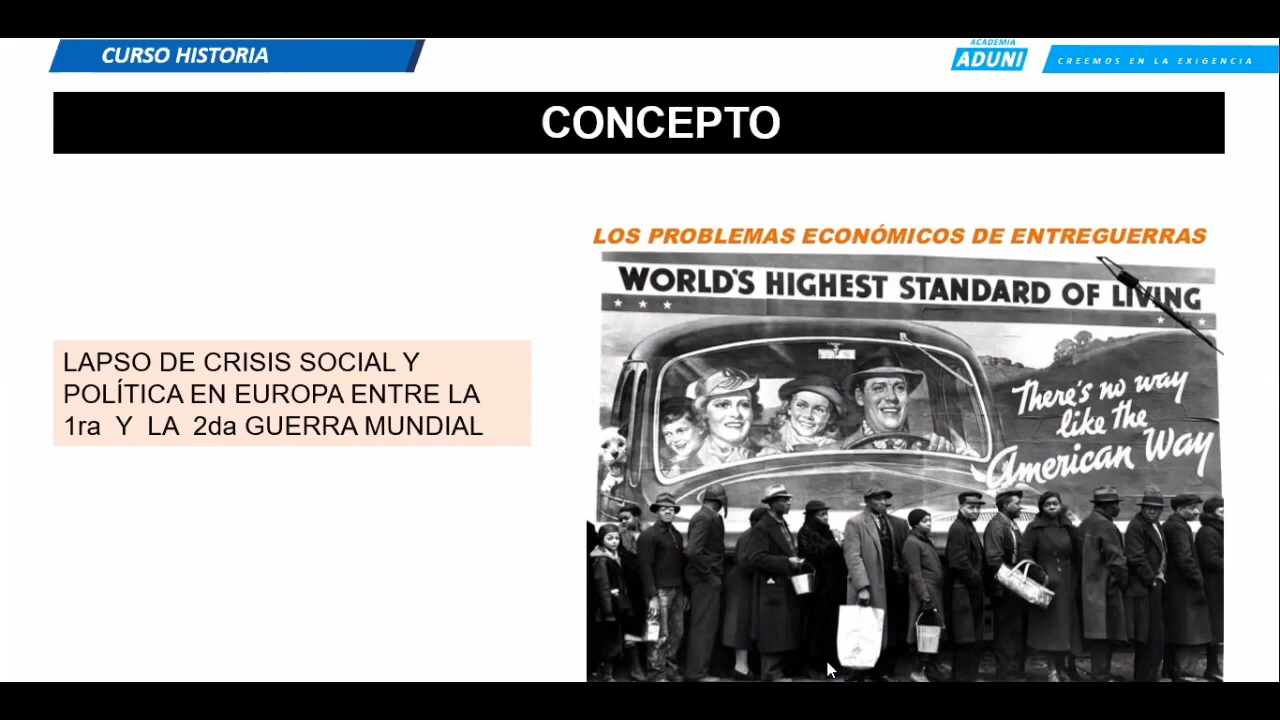 CURSO HISTORIA
ACADEMIA
ADUNI
CREEMOS EN LA EXIGENCIA
CONCEPTO
LOS PROBLEMAS ECONÓMICOS DE ENTREGUERRAS
WORLD'S HIGHEST STANDARD OF LIVING
There's no way
like the
American Way
LAPSO DE CRISIS SOCIAL Y
POLÍTICA EN EUROPA ENTRE LA
1ra Y LA 2da GUERRA MUNDIAL